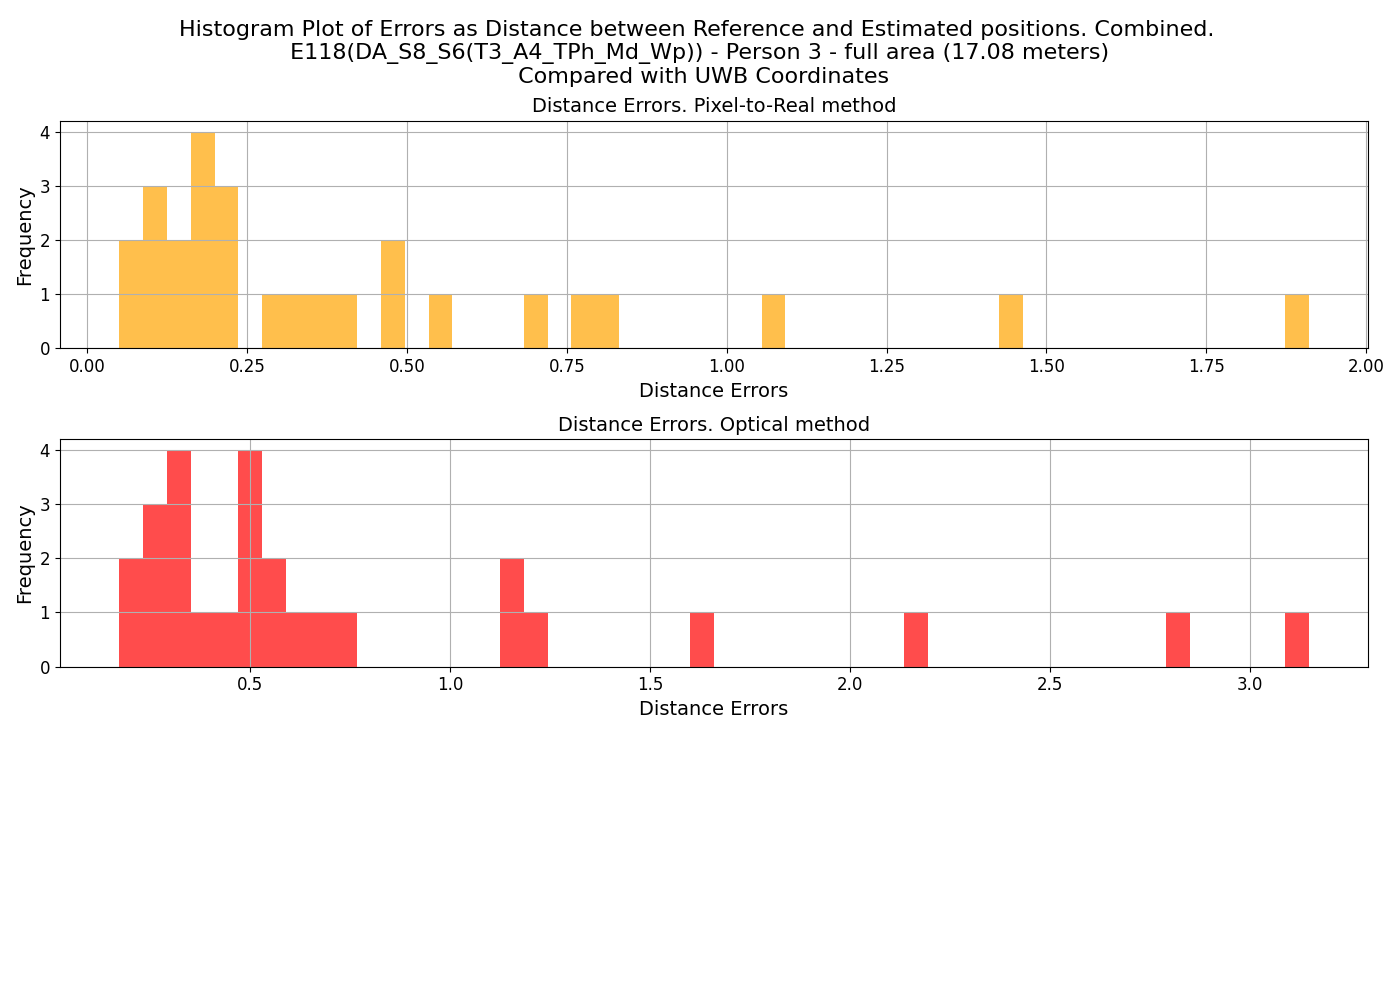 Histogram Plot of Errors as Distance between Reference and Estimated positions. Combined.
E118(DA_S8_S6(T3_A4_TPh_Md_Wp)) - Person 3 - full area (17.08 meters)
Compared with UWB Coordinates
Distance Errors. Pixel-to-Real method
4
3
2
1
0
Frequency
0.00 0.25 0.50 0.75 1.00 1.25 1.50 1.75 2.00
Distance Errors
Distance Errors. Optical method
4
3
2
1
0
Frequency
0.5 1.0 1.5 2.0 2.5 3.0
Distance Errors